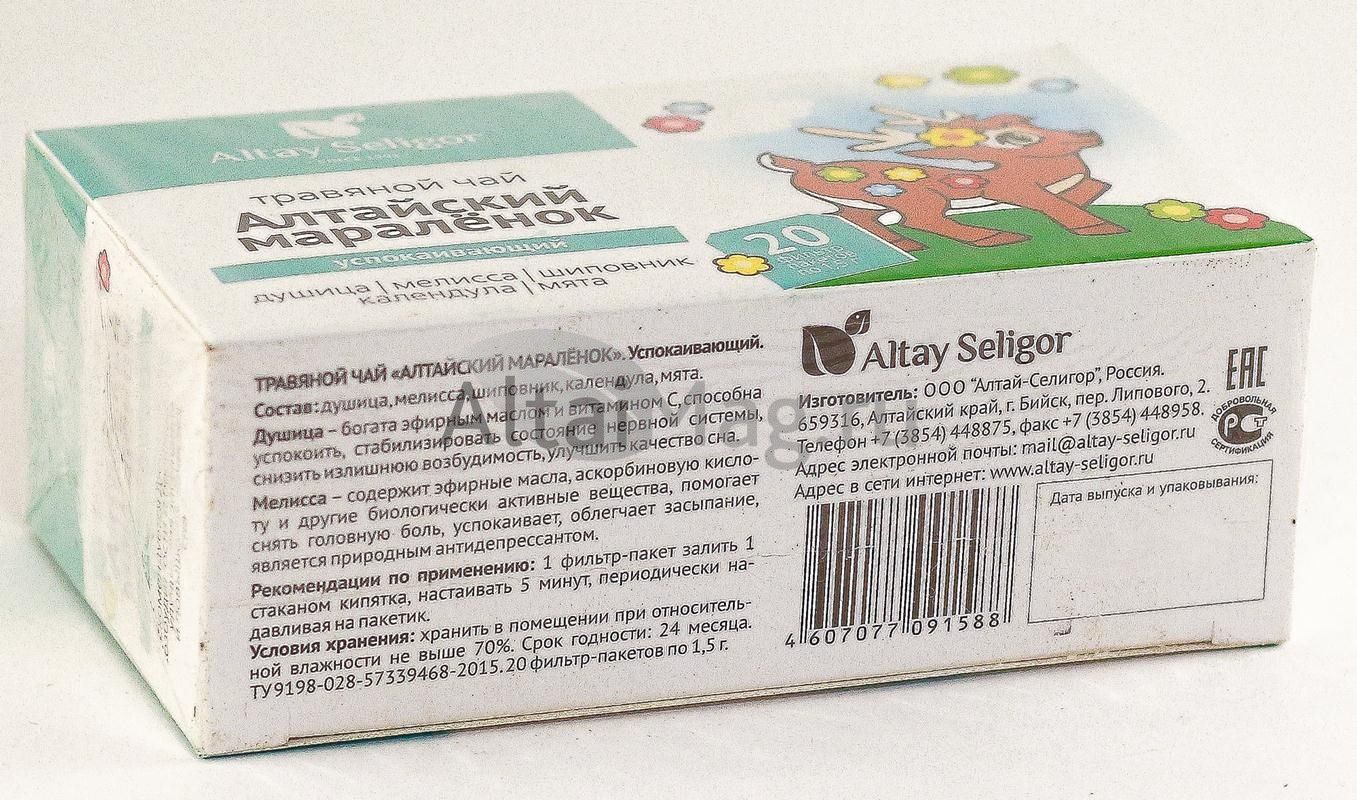 Altay Seligor
травяной чай
Алтайский
маралёнок
успокаивающий
душица | мелисса | шиповник
календула | мята
20
ТРАВЯНОЙ ЧАЙ «АЛТАЙСКИЙ МАРАЛЁНОК». Успокаивающий.
Состав: душица, мелисса, шиповник, календула, мята.
Душица – богата эфирным маслом и витамином С, способна
успокоить, стабилизировать состояние нервной системы,
снизить излишнюю возбудимость, улучшить качество сна.
Мелисса – содержит эфирные масла, аскорбиновую кисло-
ту и другие биологически активные вещества, помогает
снять головную боль, успокаивает, облегчает засыпание,
является природным антидепрессантом.
Рекомендации по применению: 1 фильтр-пакет залить 1
стаканом кипятка, настаивать 5 минут, периодически на-
давливая на пакетик.
Условия хранения: хранить в помещении при относитель-
ной влажности не выше 70%. Срок годности: 24 месяца.
ТУ9198-028-57339468-2015. 20 фильтр-пакетов по 1,5 г.
Altay Seligor
Изготовитель: ООО "Алтай-Селигор", Россия.
659316, Алтайский край, г. Бийск, пер. Липового, 2.
Телефон +7 (3854) 448875, факс +7 (3854) 448958.
Адрес электронной почты: mail@altay-seligor.ru
Адрес в сети интернет: www.altay-seligor.ru
EAC
ДОБРОВОЛЬНАЯ
РСТ
СЕРТИФИКАЦИЯ
Дата выпуска и упаковывания:
4 607077 091588
AltaiMag.ru